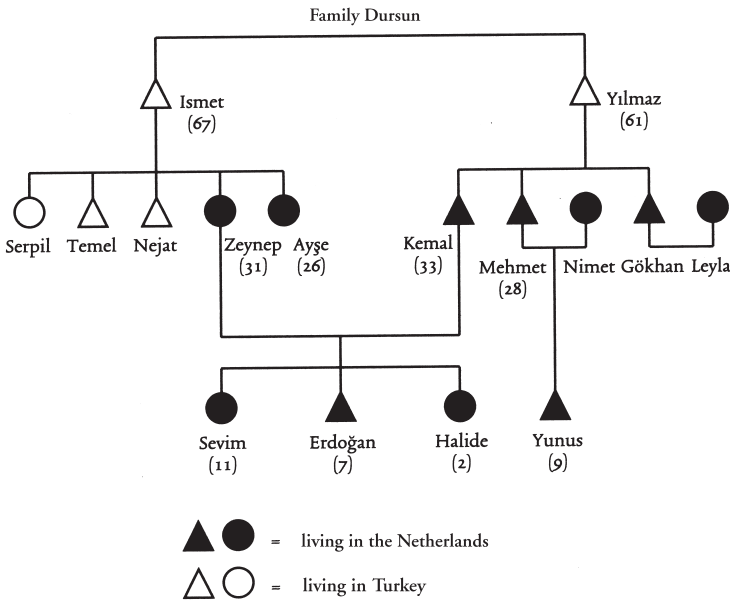 Family Dursun
Ismet
(67)
Yılmaz
(61)
Serpil Temel Nejat Zeynep Ayşe Kemal Mehmet Nimet Gökhan Leyla
(31) (26) (33) (28)
Sevim Erdoğan Halide Yunus
(11) (7) (2) (9)
= living in the Netherlands
= living in Turkey